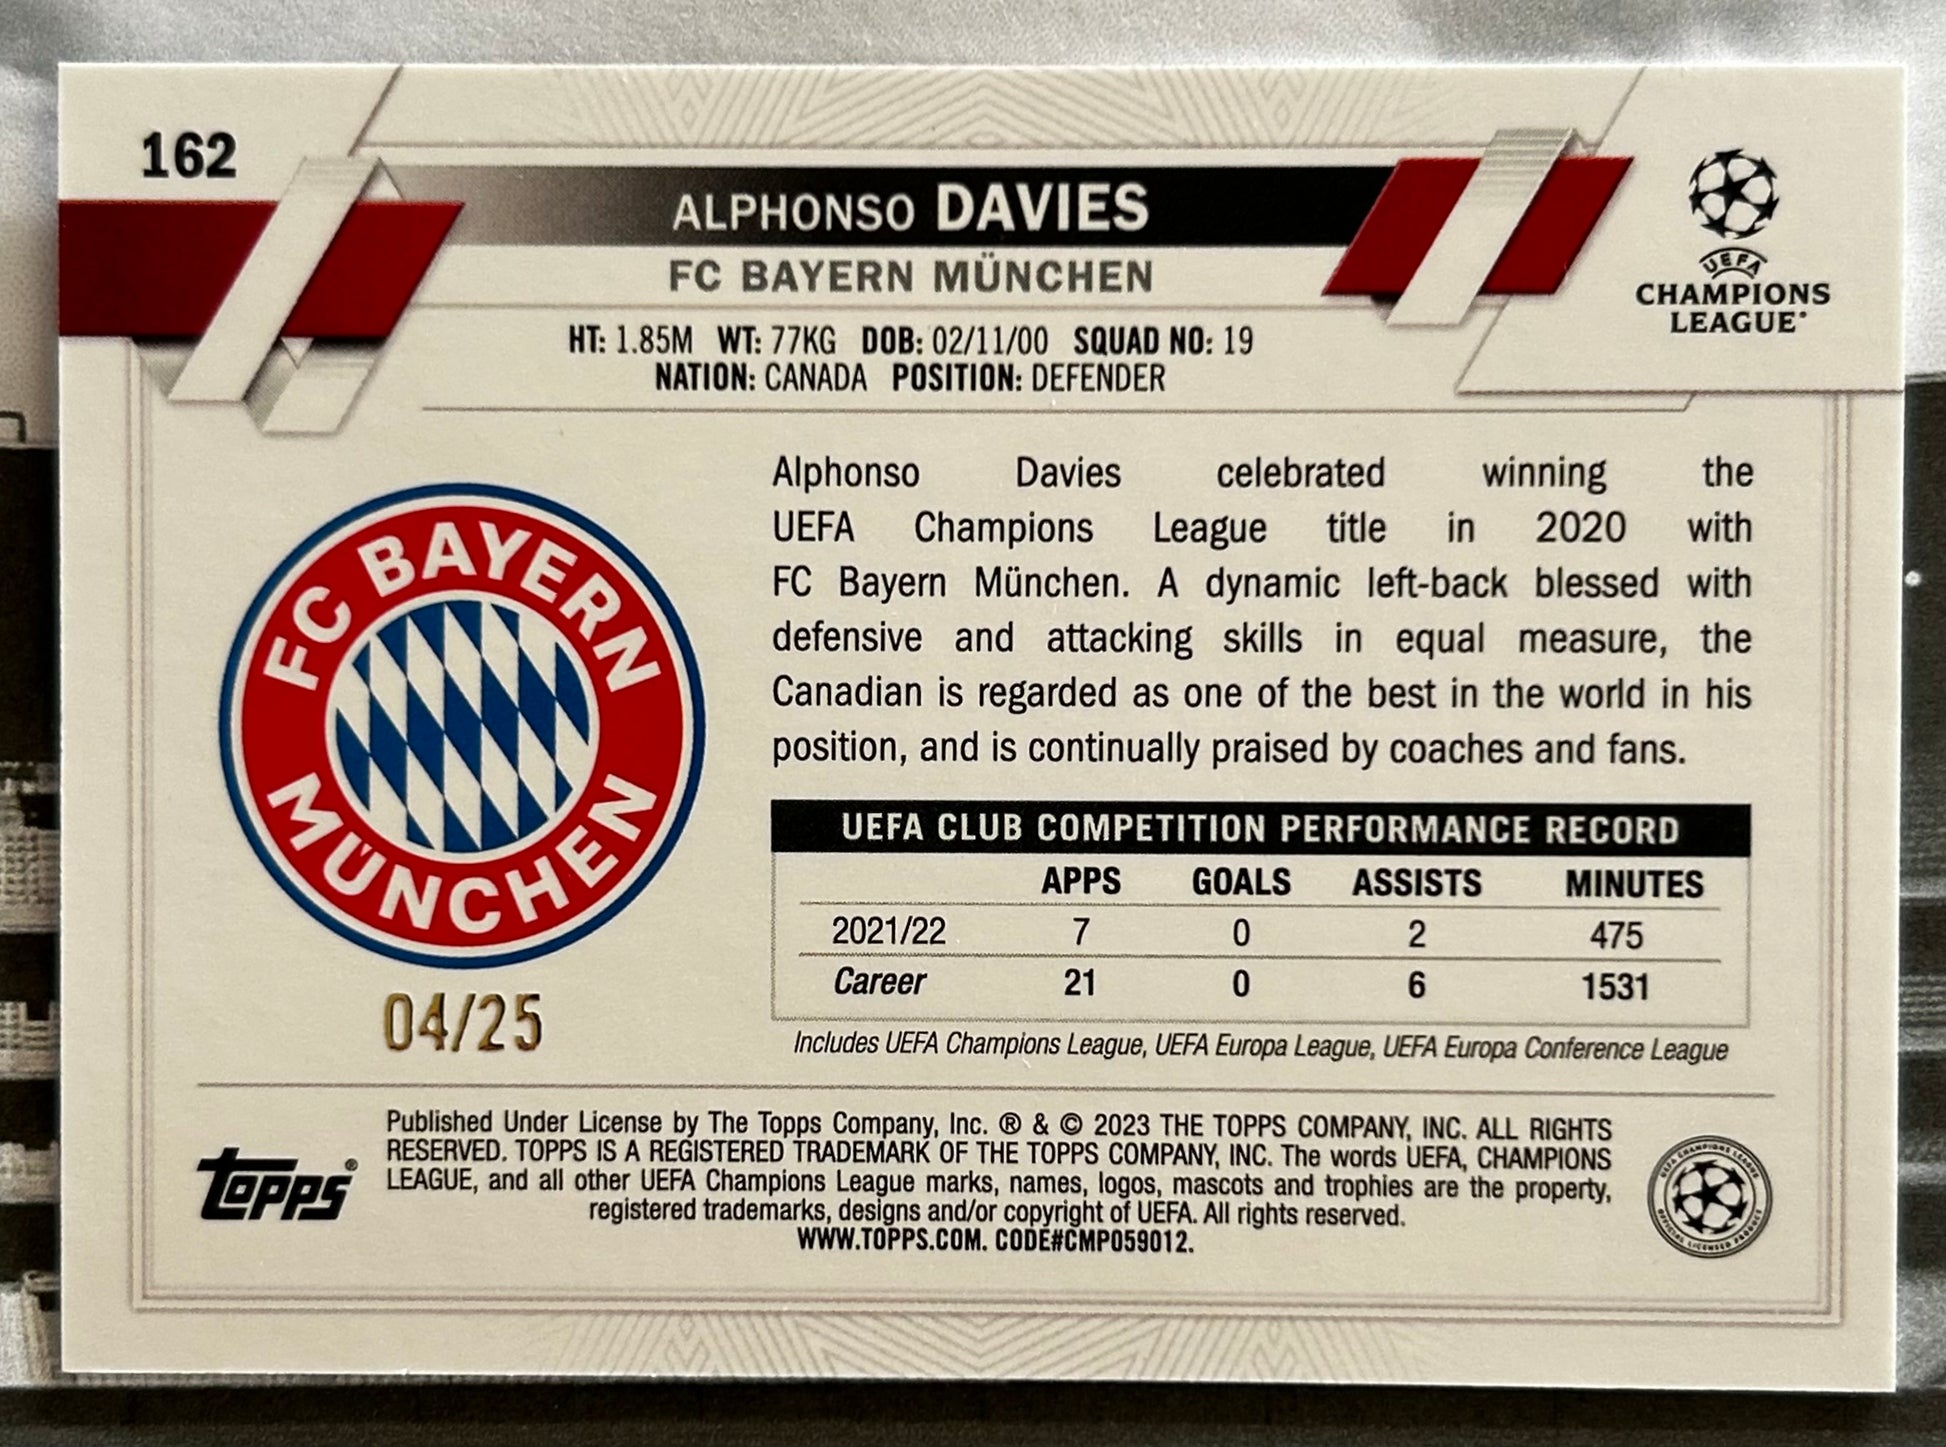 162
ALPHONSO DAVIES
FC BAYERN MÜNCHEN
UEFA
CHAMPIONS
LEAGUE®
HT: 1.85M WT: 77KG DOB: 02/11/00 SQUAD NO: 19
NATION: CANADA POSITION: DEFENDER
Alphonso Davies celebrated winning the
UEFA Champions League title in 2020 with
FC Bayern München. A dynamic left-back blessed with
defensive and attacking skills in equal measure, the
Canadian is regarded as one of the best in the world in his
position, and is continually praised by coaches and fans.
FC BAYERN
MÜNCHEN
04/25
UEFA CLUB COMPETITION PERFORMANCE RECORD
APPS GOALS ASSISTS MINUTES
2021/22 7 0 2 475
Career 21 0 6 1531
Includes UEFA Champions League, UEFA Europa League, UEFA Europa Conference League
Topps®
Published Under License by The Topps Company, Inc. ® & © 2023 THE TOPPS COMPANY, INC. ALL RIGHTS
RESERVED. TOPPS IS A REGISTERED TRADEMARK OF THE TOPPS COMPANY, INC. The words UEFA, CHAMPIONS
LEAGUE, and all other UEFA Champions League marks, names, logos, mascots and trophies are the property,
registered trademarks, designs and/or copyright of UEFA. All rights reserved.
WWW.TOPPS.COM. CODE#CMP059012.
UEFA CHAMPIONS LEAGUE
OFFICIAL LICENSED PRODUCT